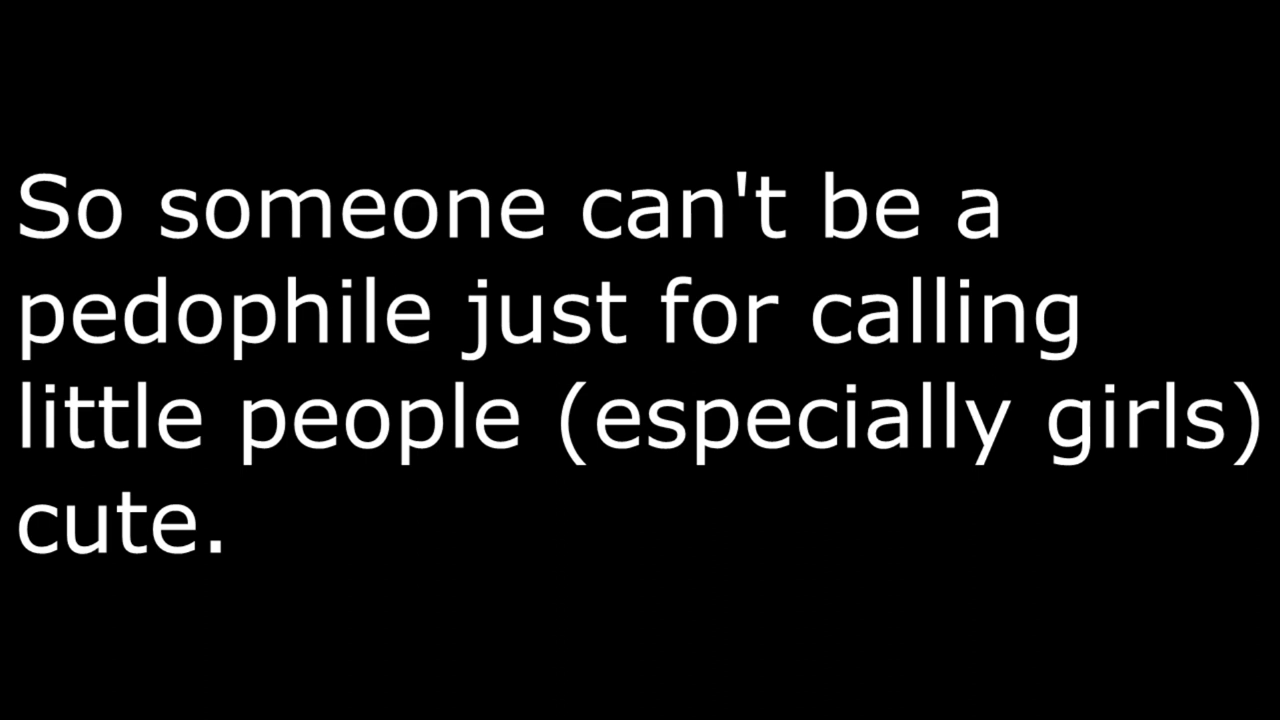 So someone can't be a
pedophile just for calling
little people (especially girls)
cute.